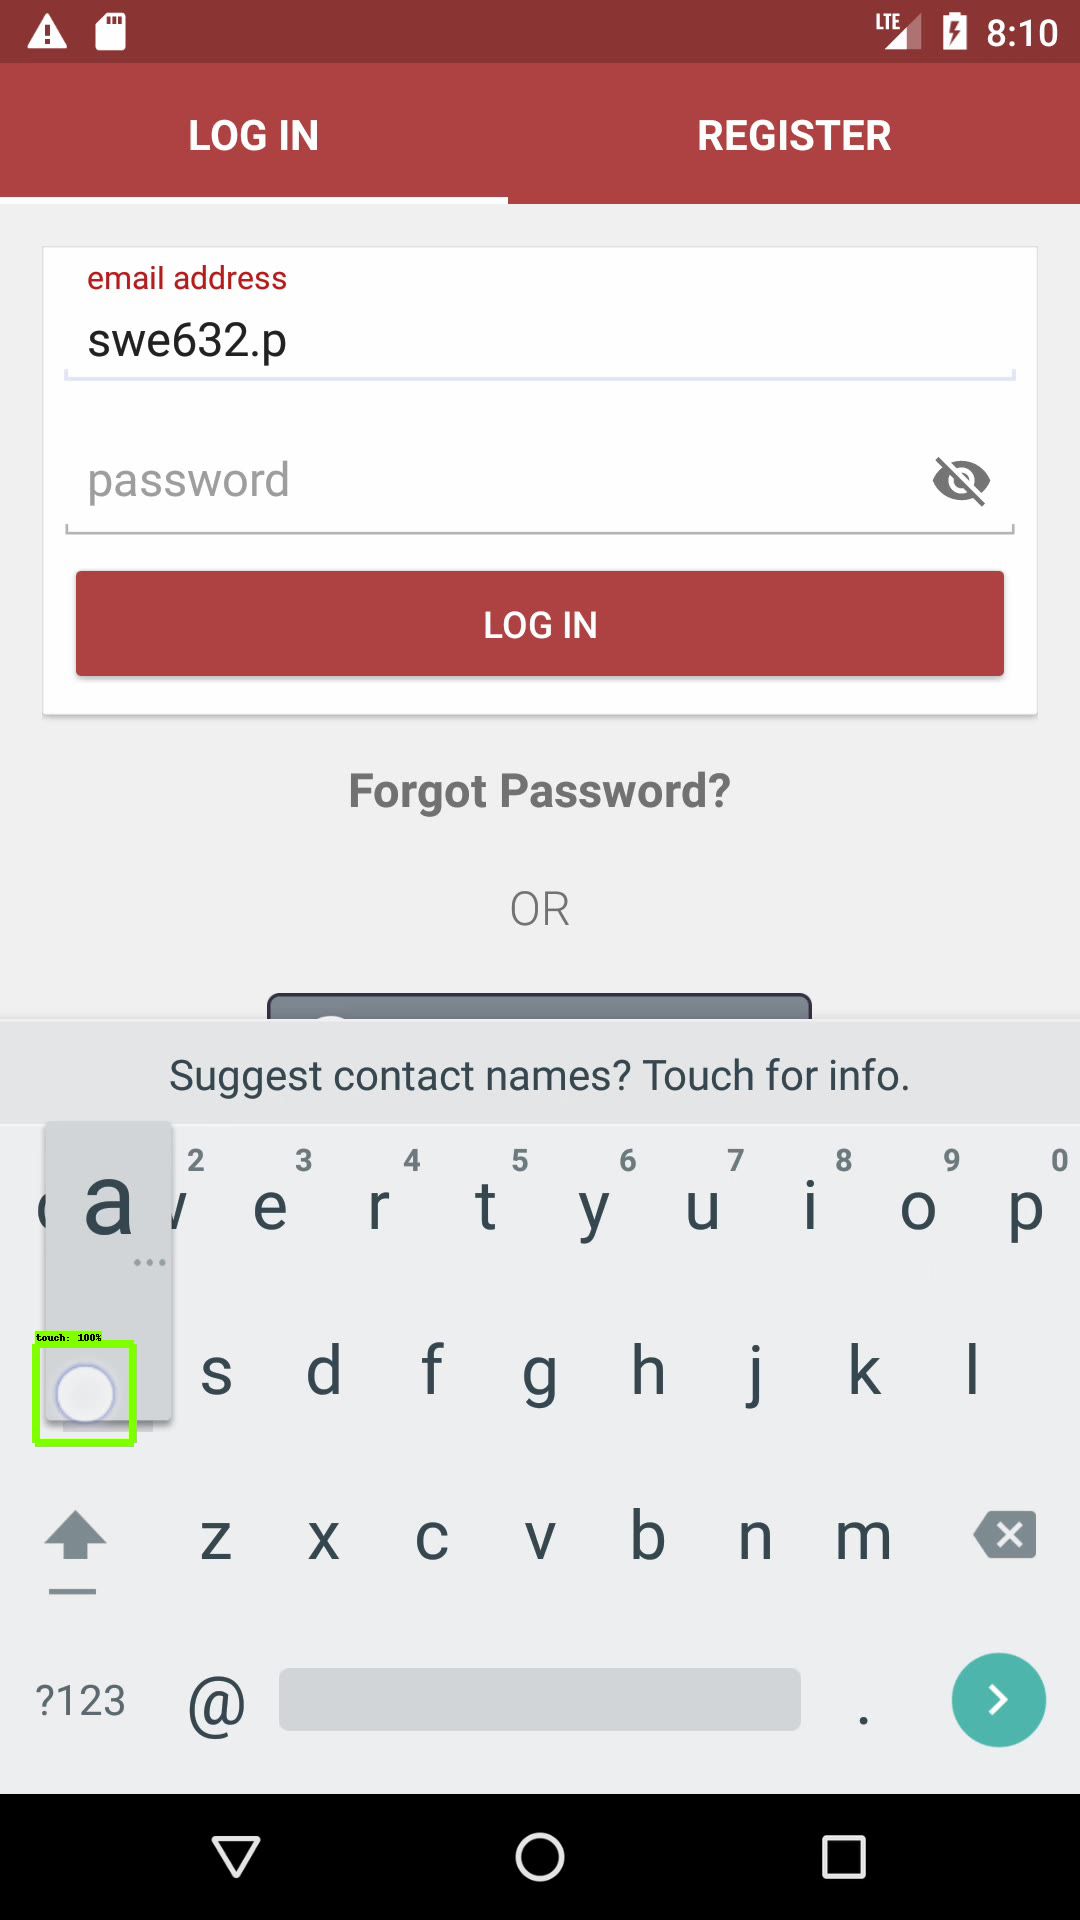 LTE 8:10
LOG IN REGISTER
email address
swe632.p
password
LOG IN
Forgot Password?
OR
Suggest contact names? Touch for info.
2 3 4 5 6 7 8 9 0
a e r t y u i o p
...
touch: 100%
s d f g h j k l
z x c v b n m
?123 @ .